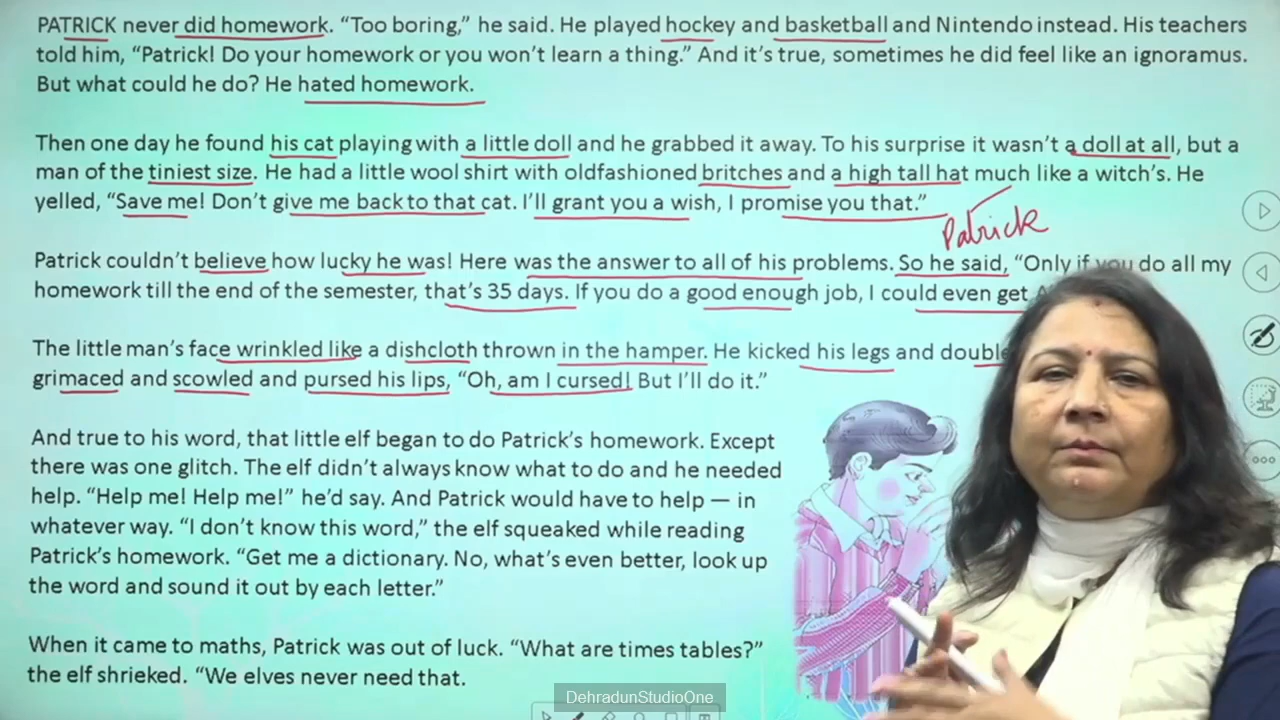 PATRICK never did homework. “Too boring,” he said. He played hockey and basketball and Nintendo instead. His teachers
told him, “Patrick! Do your homework or you won’t learn a thing.” And it’s true, sometimes he did feel like an ignoramus.
But what could he do? He hated homework.
Then one day he found his cat playing with a little doll and he grabbed it away. To his surprise it wasn’t a doll at all, but a
man of the tiniest size. He had a little wool shirt with oldfashioned britches and a high tall hat much like a witch’s. He
yelled, “Save me! Don’t give me back to that cat. I’ll grant you a wish, I promise you that.”
Patrick
Patrick couldn’t believe how lucky he was! Here was the answer to all of his problems. So he said, “Only if you do all my
homework till the end of the semester, that’s 35 days. If you do a good enough job, I could even get
The little man’s face wrinkled like a dishcloth thrown in the hamper. He kicked his legs and
grimaced and scowled and pursed his lips, “Oh, am I cursed! But I’ll do it.”
And true to his word, that little elf began to do Patrick’s homework. Except
there was one glitch. The elf didn’t always know what to do and he needed
help. “Help me! Help me!” he’d say. And Patrick would have to help — in
whatever way. “I don’t know this word,” the elf squeaked while reading
Patrick’s homework. “Get me a dictionary. No, what’s even better, look up
the word and sound it out by each letter.”
When it came to maths, Patrick was out of luck. “What are times tables?”
the elf shrieked. “We elves never need that.
DehradunStudioOne